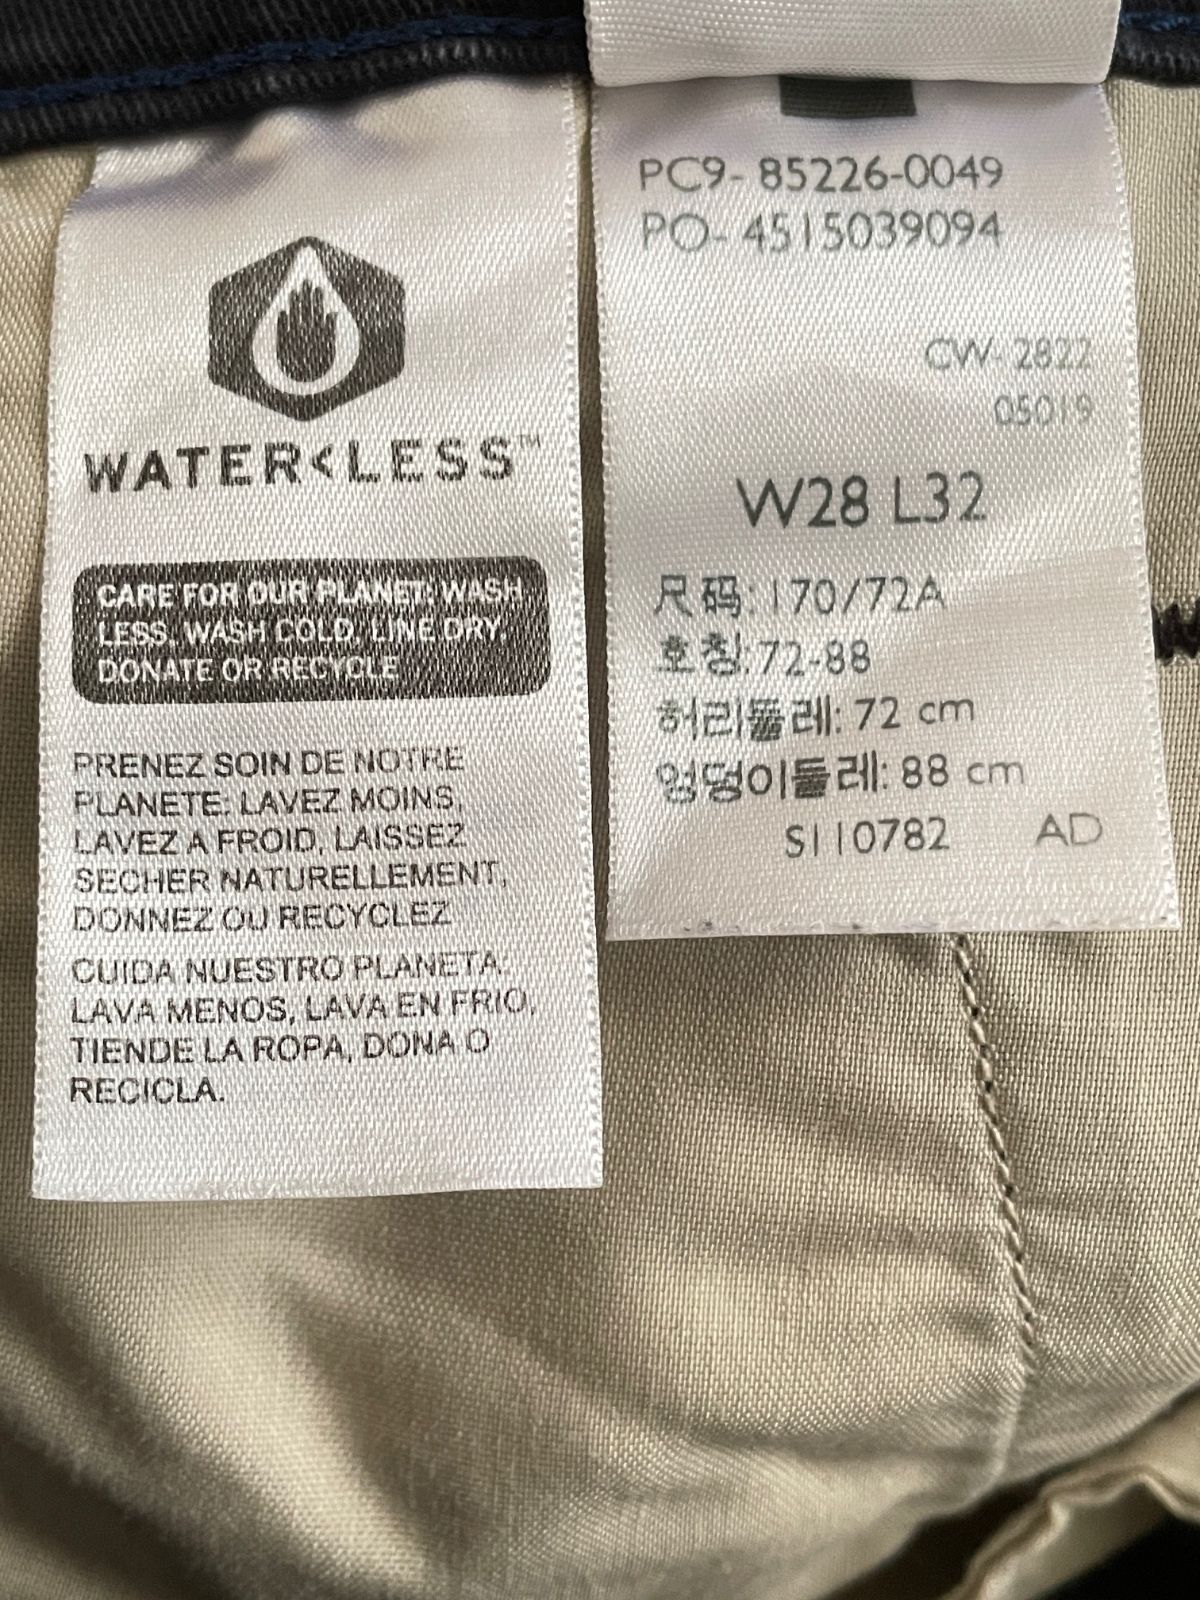 WATER<LESS™
CARE FOR OUR PLANET: WASH
LESS, WASH COLD, LINE DRY,
DONATE OR RECYCLE
PRENEZ SOIN DE NOTRE
PLANETE: LAVEZ MOINS,
LAVEZ A FROID, LAISSEZ
SECHER NATURELLEMENT,
DONNEZ OU RECYCLEZ
CUIDA NUESTRO PLANETA:
LAVA MENOS, LAVA EN FRIO,
TIENDE LA ROPA, DONA O
RECICLA.
PC9- 85226-0049
PO- 4515039094
CW- 2822
05019
W28 L32
尺码: 170/72A
호칭: 72-88
허리둘레: 72 cm
엉덩이둘레: 88 cm
S110782 AD